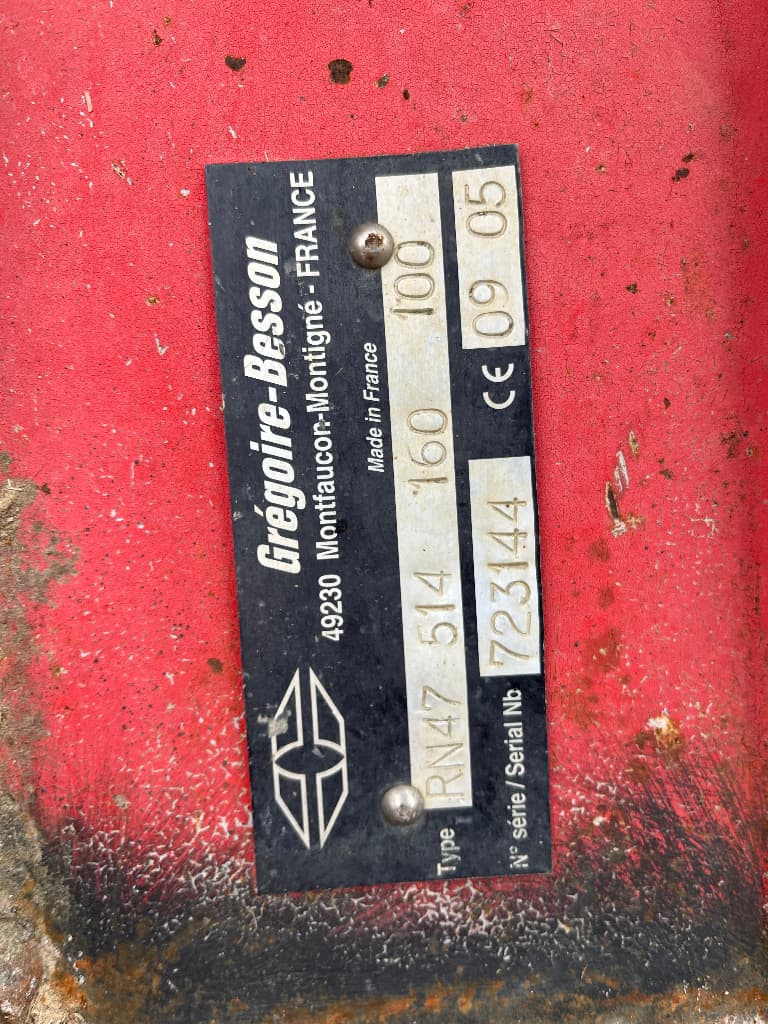 Grégoire-Besson
49230 Montfaucon-Montigné - FRANCE
Made in France
Type RN47 514 160 100
N° série / Serial Nb 723144 CE 09 05